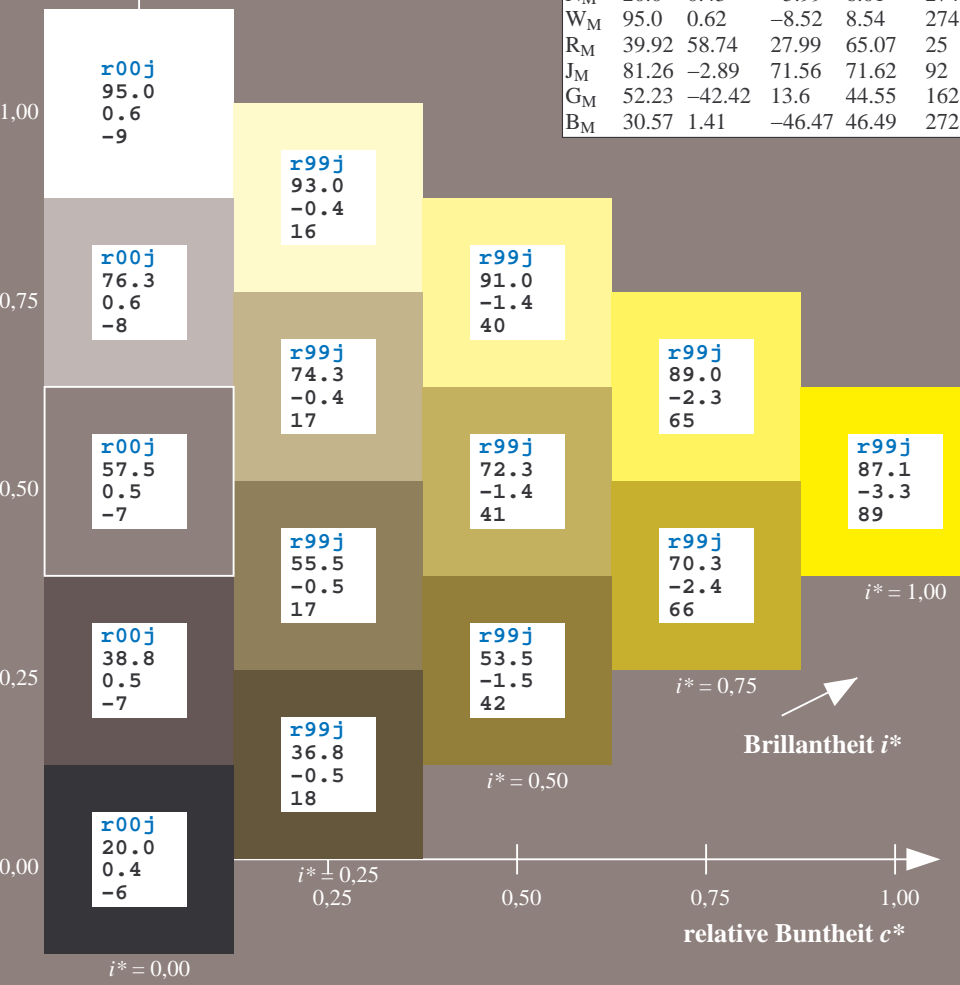 W_M 95.0 0.62 −8.52 8.54 274
R_M 39.92 58.74 27.99 65.07 25
J_M 81.26 −2.89 71.56 71.62 92
G_M 52.23 −42.42 13.6 44.55 162
B_M 30.57 1.41 −46.47 46.49 272
r00j
95.0
0.6
-9
1,00
r99j
93.0
-0.4
16
r00j
76.3
0.6
-8
r99j
91.0
-1.4
40
0,75
r99j
74.3
-0.4
17
r99j
89.0
-2.3
65
r00j
57.5
0.5
-7
r99j
72.3
-1.4
41
r99j
87.1
-3.3
89
0,50
r99j
55.5
-0.5
17
r99j
70.3
-2.4
66
i* = 1,00
r00j
38.8
0.5
-7
r99j
53.5
-1.5
42
0,25
i* = 0,75
r99j
36.8
-0.5
18
Brillantheit i*
i* = 0,50
r00j
20.0
0.4
-6
0,00
i* = 0,25
0,25 0,50 0,75 1,00
relative Buntheit c*
i* = 0,00